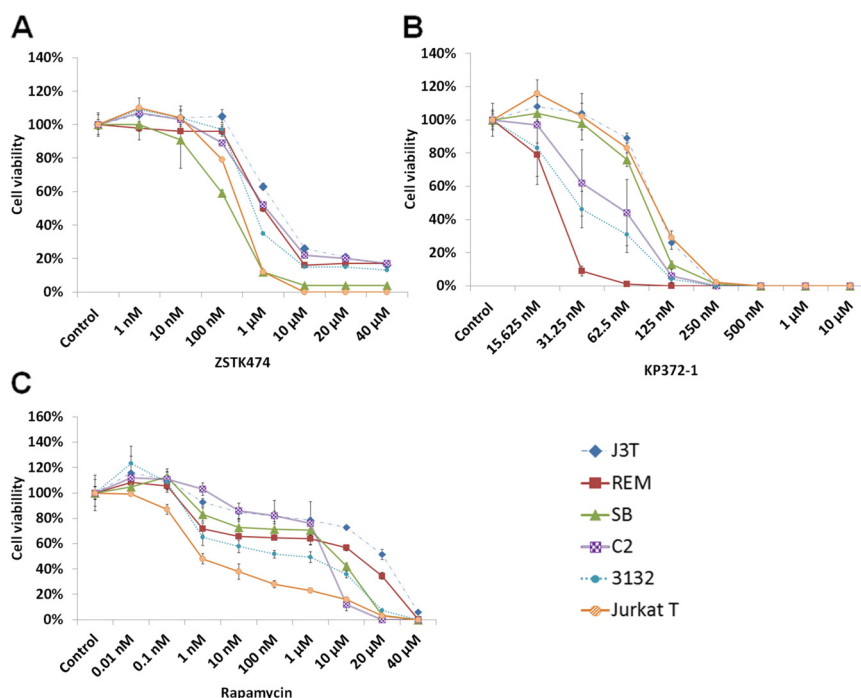 A
140%
120%
100%
80%
60%
40%
20%
0%
Cell viability
Control
1 nM
10 nM
100 nM
1 µM
10 µM
20 µM
40 µM
ZSTK474
B
140%
120%
100%
80%
60%
40%
20%
0%
Cell viability
Control
15.625 nM
31.25 nM
62.5 nM
125 nM
250 nM
500 nM
1 µM
10 µM
KP372-1
C
160%
140%
120%
100%
80%
60%
40%
20%
0%
Cell viabillity
Control
0.01 nM
0.1 nM
1 nM
10 nM
100 nM
1 µM
10 µM
20 µM
40 µM
Rapamycin
J3T
REM
SB
C2
3132
Jurkat T